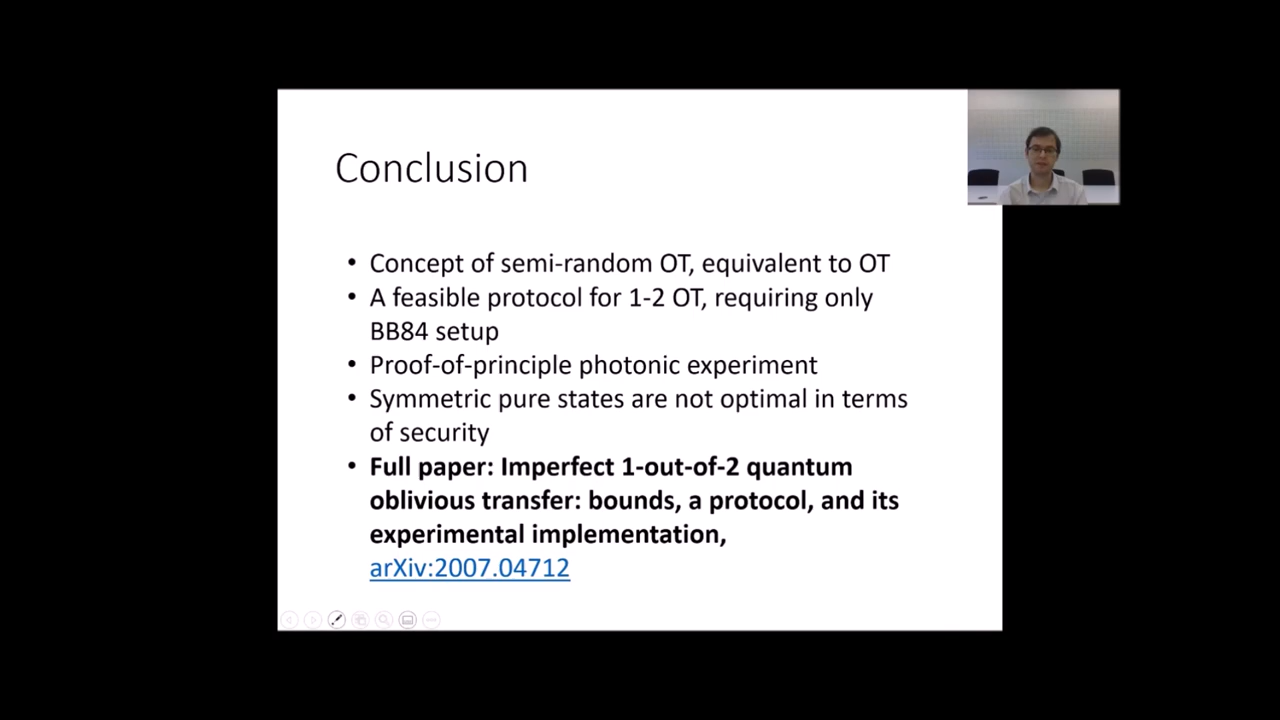 Conclusion
• Concept of semi-random OT, equivalent to OT
• A feasible protocol for 1-2 OT, requiring only
BB84 setup
• Proof-of-principle photonic experiment
• Symmetric pure states are not optimal in terms
of security
• Full paper: Imperfect 1-out-of-2 quantum
oblivious transfer: bounds, a protocol, and its
experimental implementation,
arXiv:2007.04712